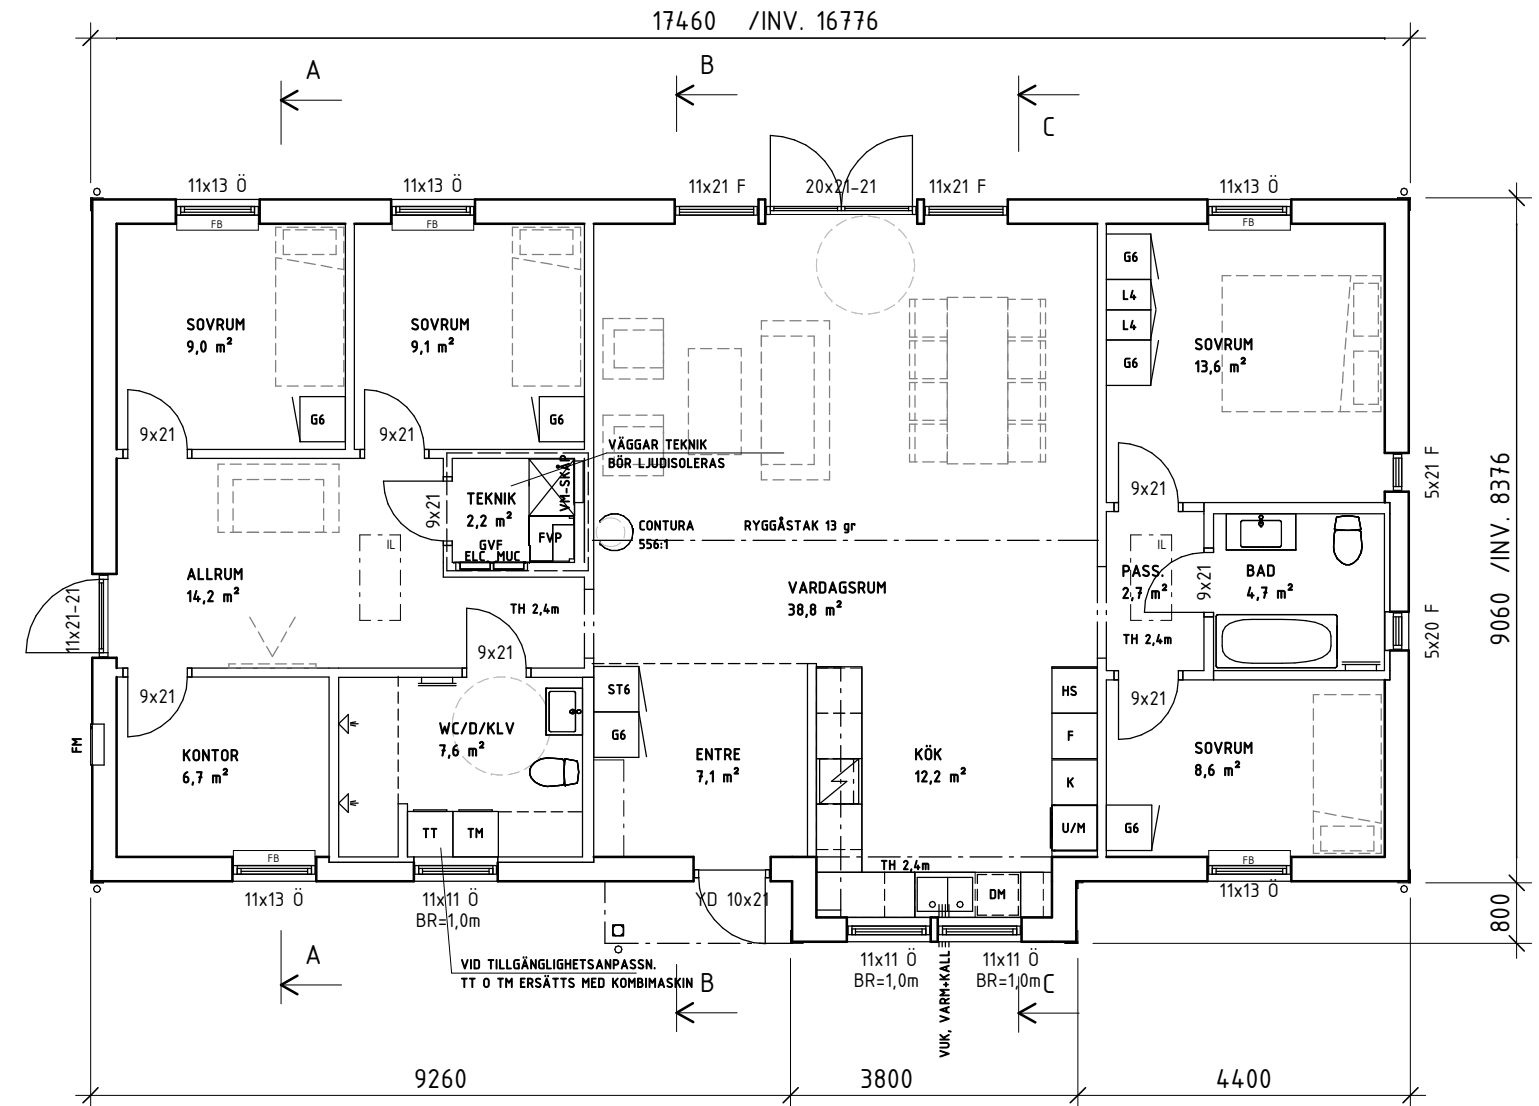 17460 /INV. 16776
A
B
C
11x13 Ö
11x13 Ö
11x21 F
20x21-21
11x21 F
11x13 Ö
FB
FB
FB
G6
L4
L4
G6
SOVRUM
9,0 m²
SOVRUM
9,1 m²
SOVRUM
13,6 m²
G6
G6
9x21
9x21
VÄGGAR TEKNIK
BÖR LJUDISOLERAS
5x21 F
9060 /INV. 8376
9x21
TEKNIK
2,2 m²
VM-SKÅP
9x21
GVF
ELC. MUC
FVP
CONTURA
556:1
RYGGÅSTAK 13 gr
IL
IL
ALLRUM
14,2 m²
VARDAGSRUM
38,8 m²
PASS.
2,7 m²
9x21
BAD
4,7 m²
11x21-21
TH 2,4m
TH 2,4m
5x20 F
9x21
9x21
9x21
ST6
G6
HS
F
K
U/M
FM
KONTOR
6,7 m²
WC/D/KLV
7,6 m²
ENTRE
7,1 m²
KÖK
12,2 m²
SOVRUM
8,6 m²
TT
TM
G6
FB
FB
TH 2,4m
DM
11x13 Ö
11x11 Ö
BR=1,0m
YD 10x21
11x13 Ö
800
A
VID TILLGÄNGLIGHETSANPASSN.
TT O TM ERSÄTTS MED KOMBIMASKIN
B
11x11 Ö
BR=1,0m
11x11 Ö
BR=1,0m
C
VUK, VARM+KALL
9260
3800
4400